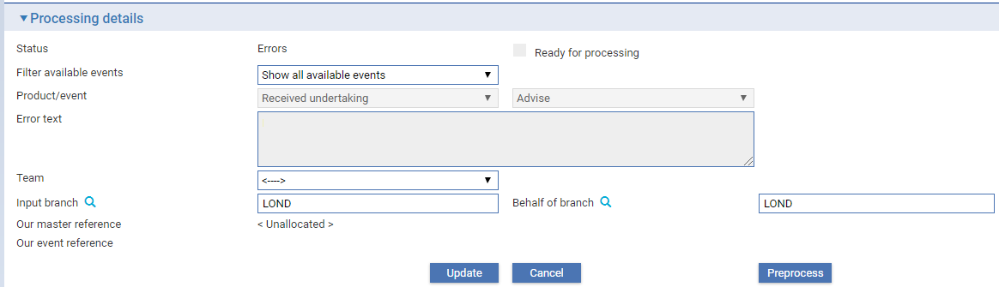 Processing details
Status Errors Ready for processing
Filter available events Show all available events
Product/event Received undertaking Advise
Error text
Team <---->
Input branch LOND Behalf of branch LOND
Our master reference < Unallocated >
Our event reference
Update Cancel Preprocess